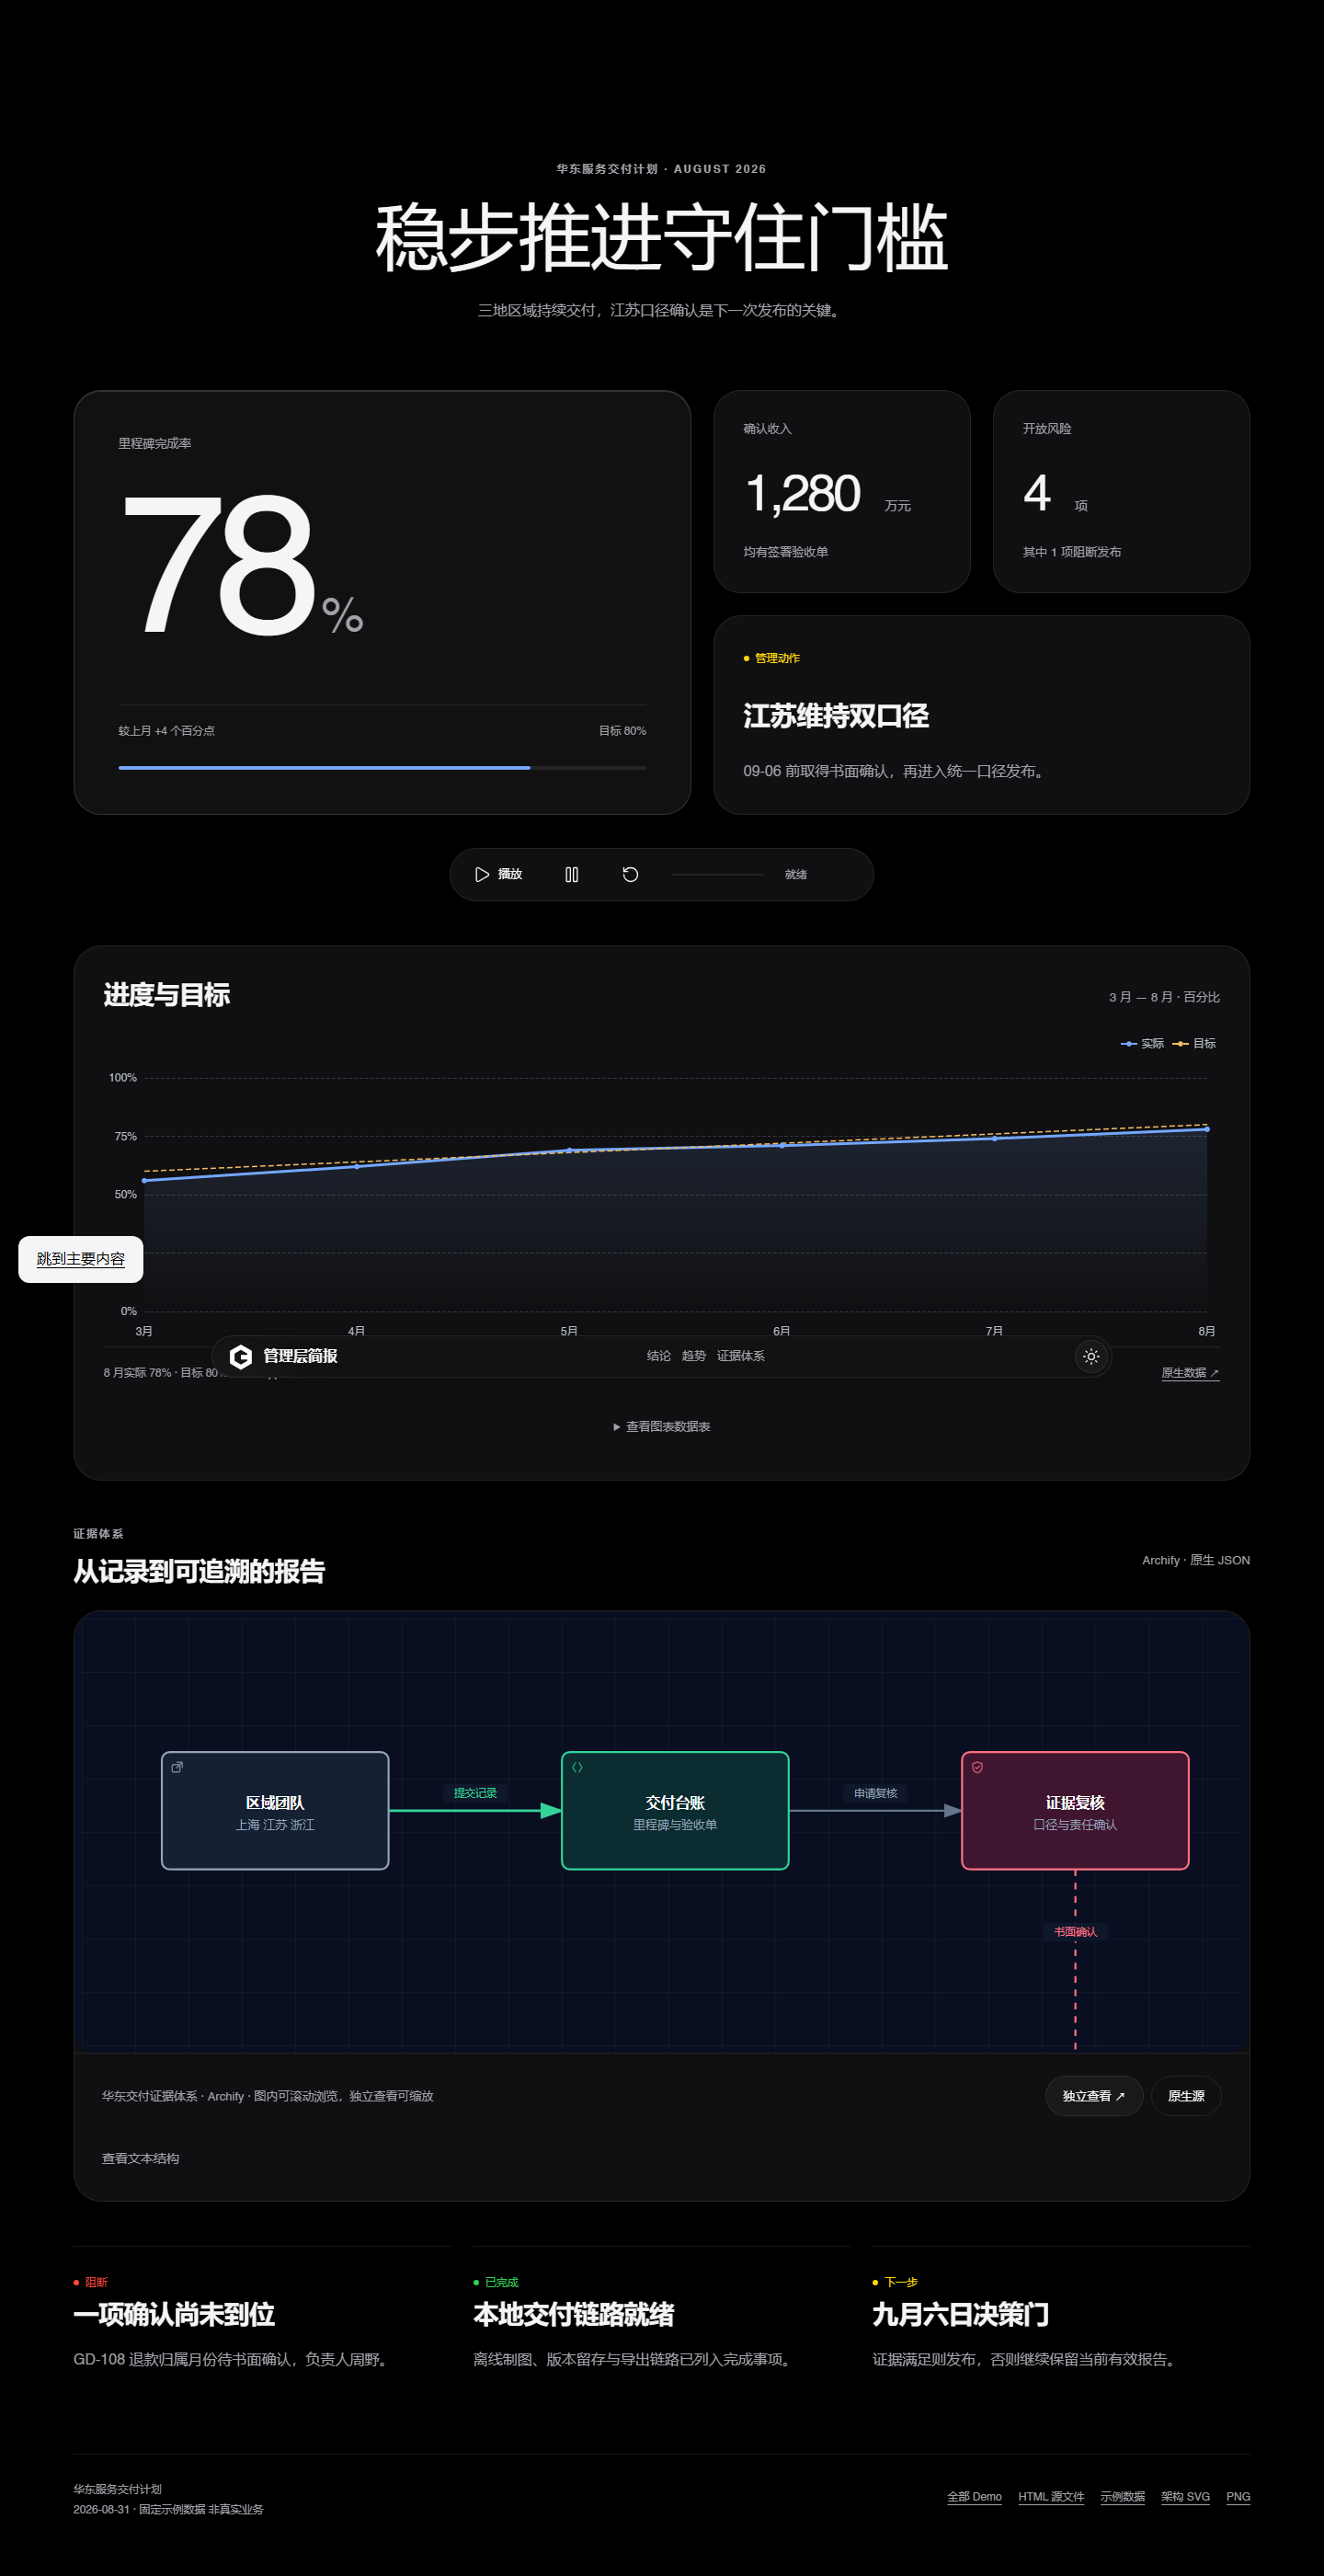 华东服务交付计划 · AUGUST 2026
稳步推进守住门槛
三地区域持续交付，江苏口径确认是下一次发布的关键。
里程碑完成率
78%
较上月 +4 个百分点
目标 80%
确认收入
1,280 万元
均有签署验收单
开放风险
4 项
其中 1 项阻断发布
管理动作
江苏维持双口径
09-06 前取得书面确认，再进入统一口径发布。
播放
就绪
进度与目标
3 月 — 8 月 · 百分比
实际
目标
100%
75%
50%
0%
3月
4月
5月
6月
7月
8月
跳到主要内容
管理层简报
结论
趋势
证据体系
8 月实际 78% · 目标 80
原生数据 ↗
▶ 查看图表数据表
证据体系
从记录到可追溯的报告
Archify · 原生 JSON
区域团队
上海 江苏 浙江
提交记录
交付台账
里程碑与验收单
申请复核
证据复核
口径与责任确认
书面确认
华东交付证据体系 · Archify · 图内可滚动浏览，独立查看可缩放
独立查看 ↗
原生源
查看文本结构
阻断
一项确认尚未到位
GD-108 退款归属月份待书面确认，负责人周野。
已完成
本地交付链路就绪
离线制图、版本留存与导出链路已列入完成事项。
下一步
九月六日决策门
证据满足则发布，否则继续保留当前有效报告。
华东服务交付计划
2026-08-31 · 固定示例数据 非真实业务
全部 Demo
HTML 源文件
示例数据
架构 SVG
PNG